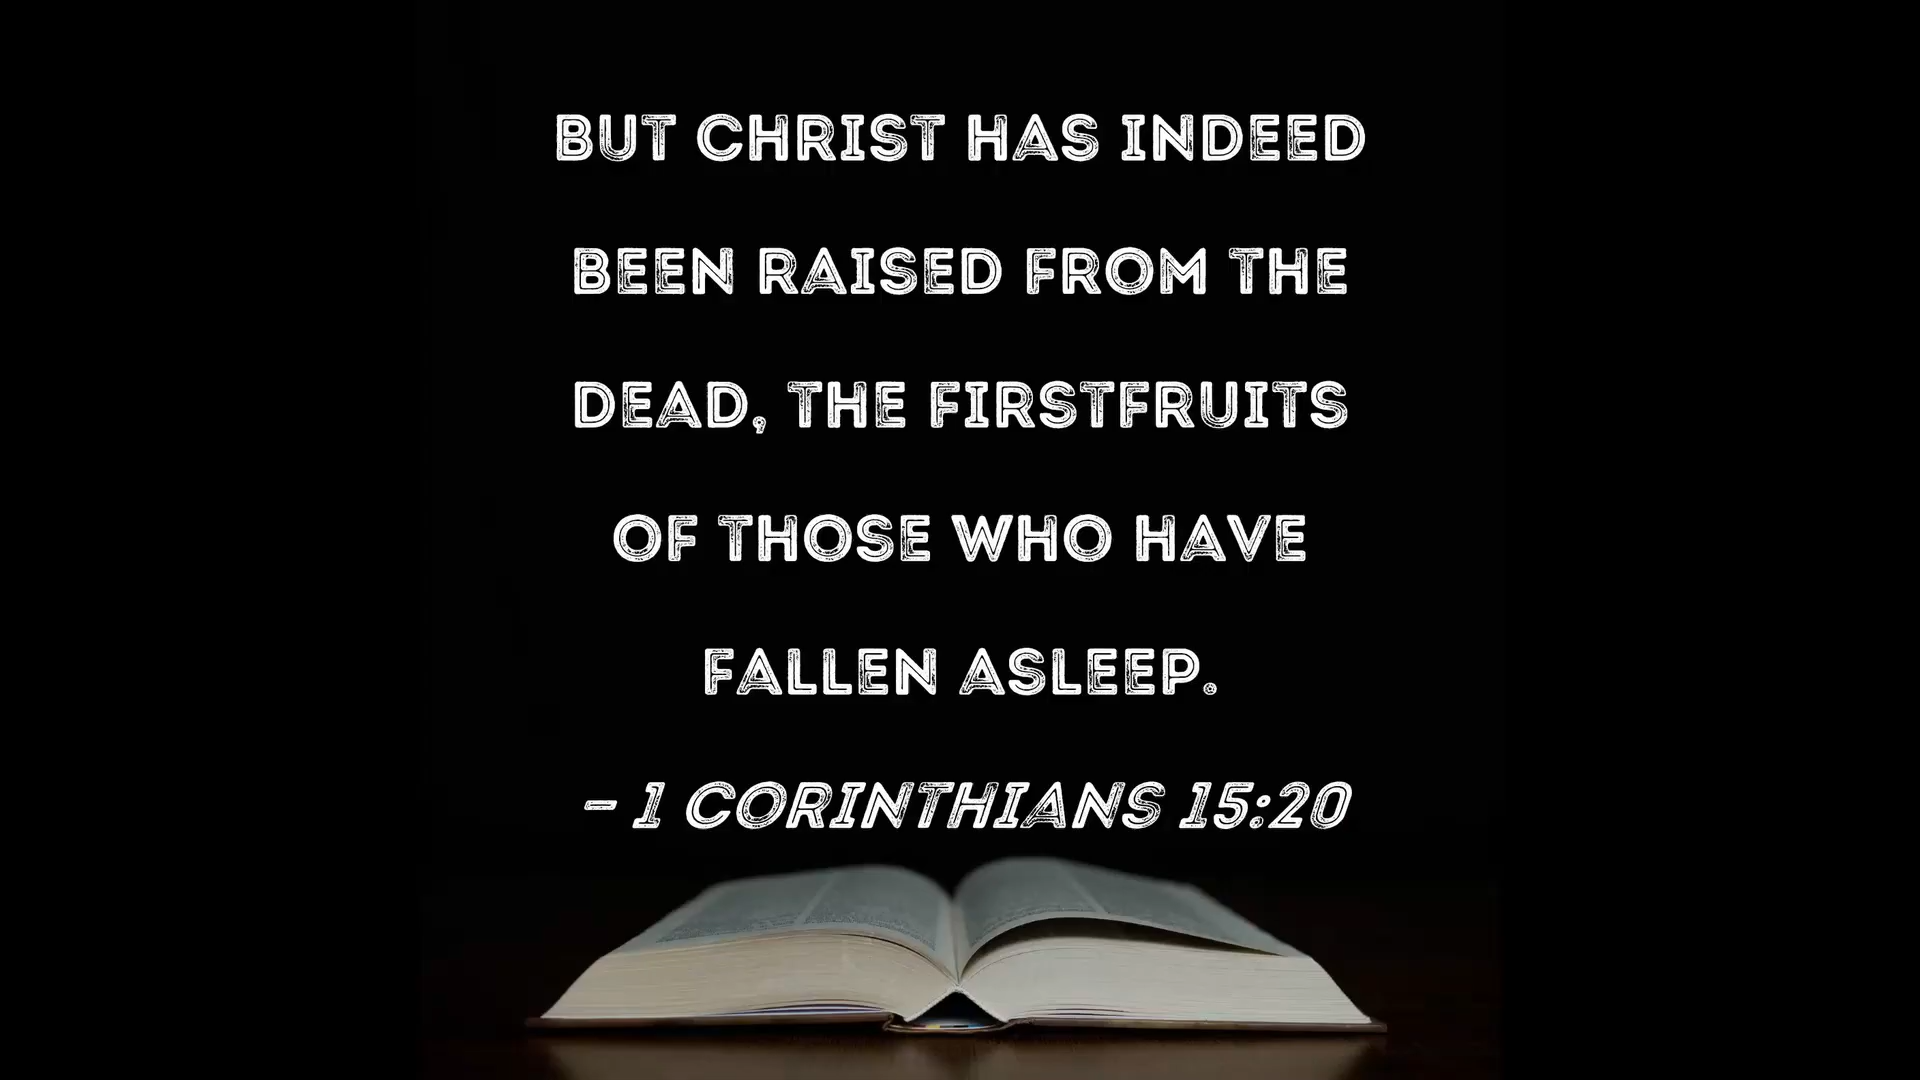 BUT CHRIST HAS INDEED
BEEN RAISED FROM THE
DEAD, THE FIRSTFRUITS
OF THOSE WHO HAVE
FALLEN ASLEEP.
– 1 CORINTHIANS 15:20